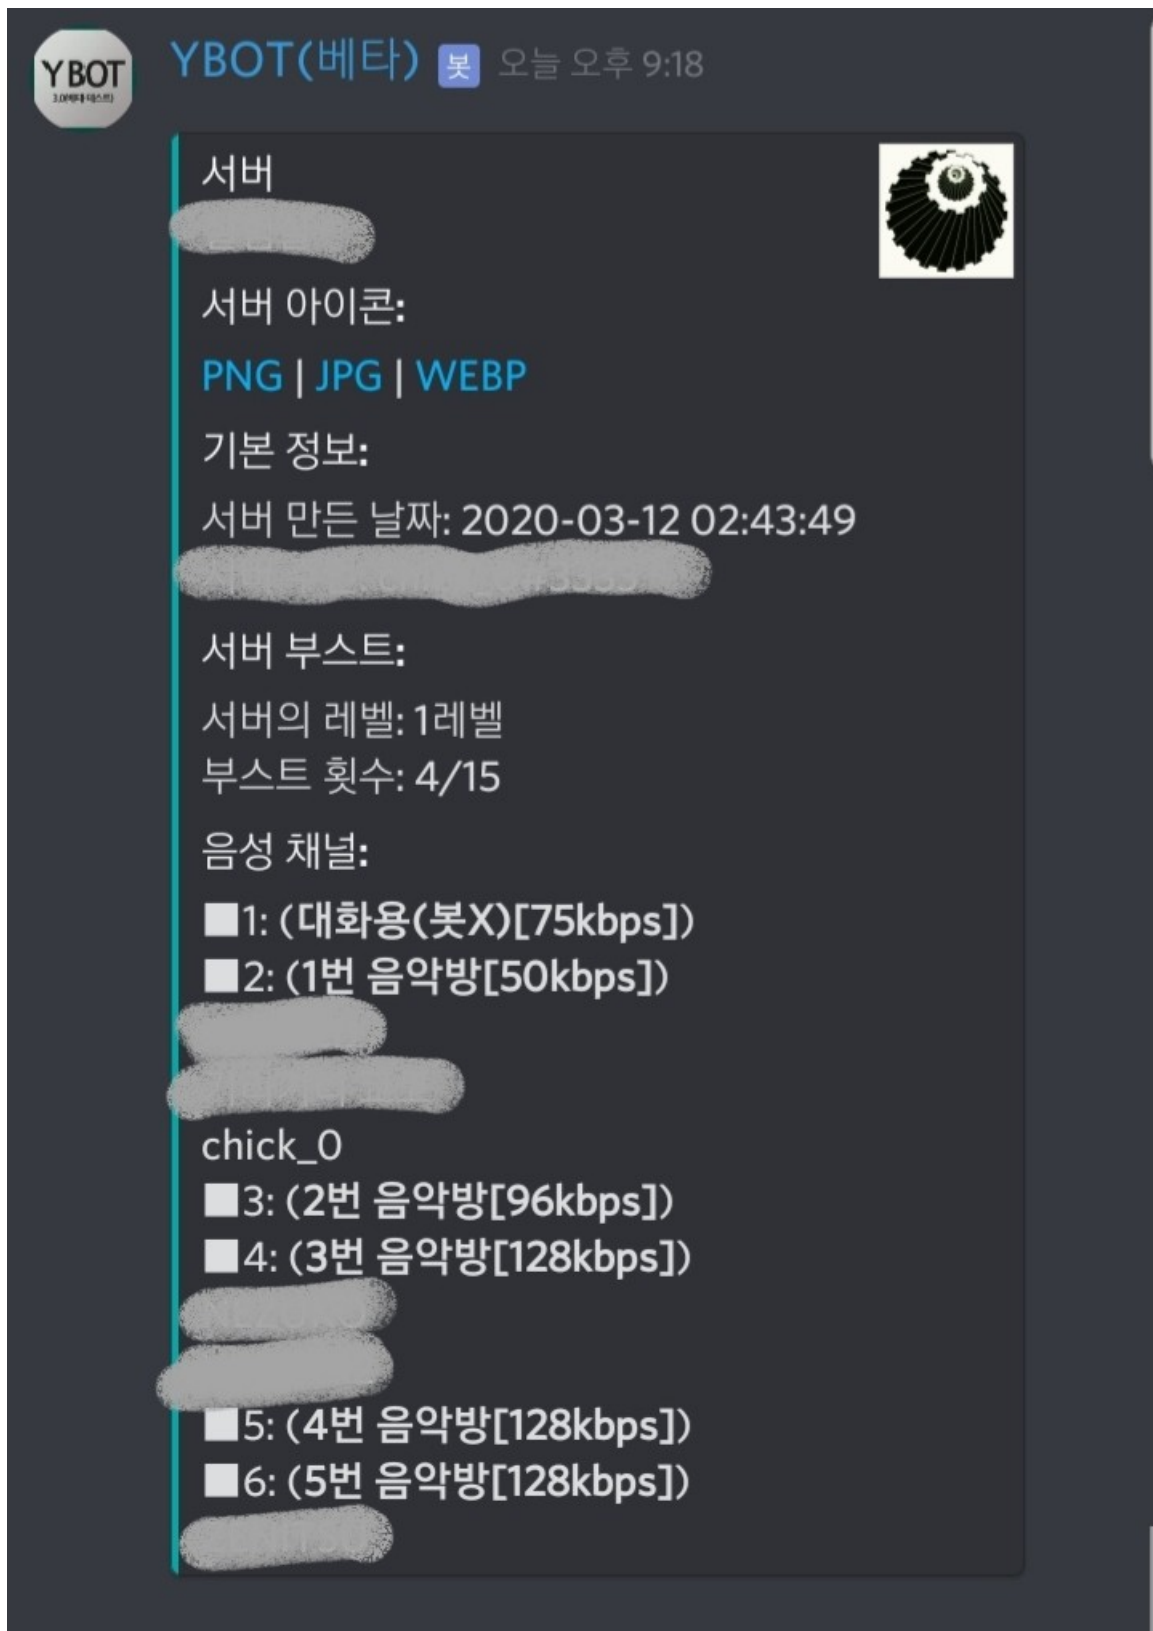 YBOT
YBOT(베타) 봇 오늘 오후 9:18
서버
서버 아이콘:
PNG | JPG | WEBP
기본 정보:
서버 만든 날짜: 2020-03-12 02:43:49
서버 부스트:
서버의 레벨: 1레벨
부스트 횟수: 4/15
음성 채널:
■1: (대화용(봇X)[75kbps])
■2: (1번 음악방[50kbps])
chick_0
■3: (2번 음악방[96kbps])
■4: (3번 음악방[128kbps])
■5: (4번 음악방[128kbps])
■6: (5번 음악방[128kbps])